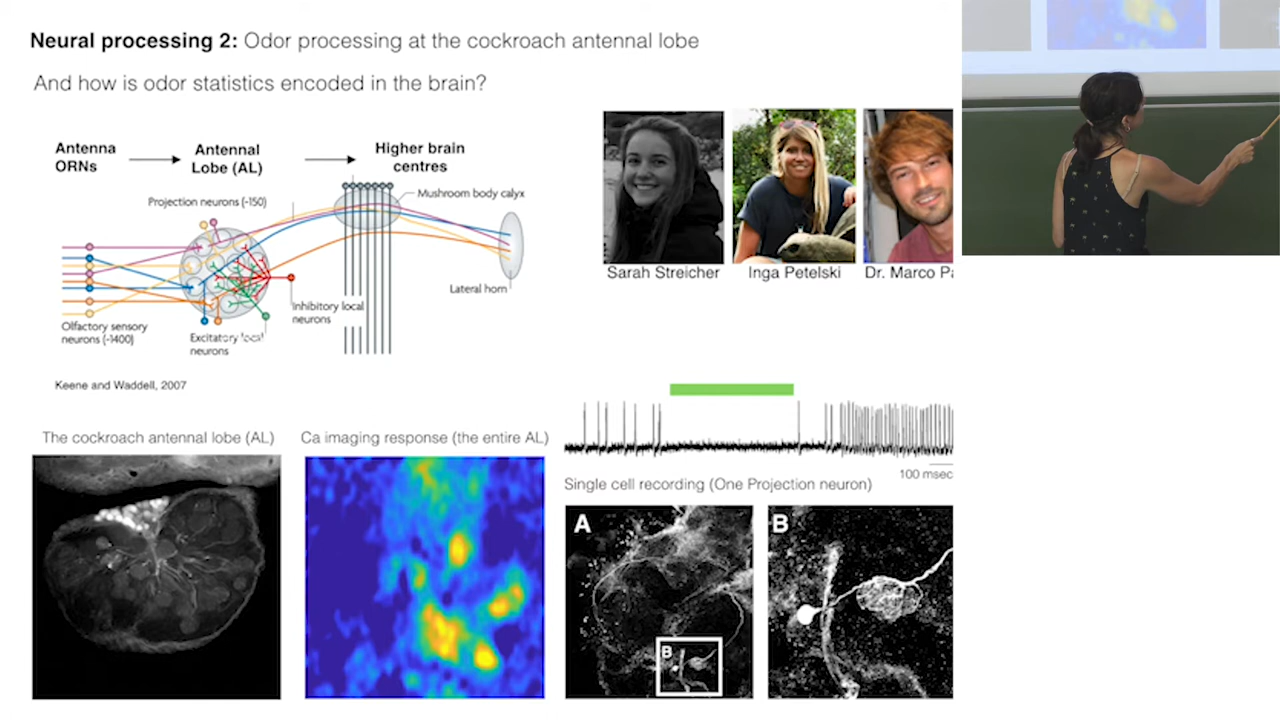 Neural processing 2: Odor processing at the cockroach antennal lobe
And how is odor statistics encoded in the brain?
Antenna
ORNs
Antennal
Lobe (AL)
Higher brain
centres
Projection neurons (~150)
Mushroom body calyx
Lateral horn
Inhibitory local
neurons
Olfactory sensory
neurons (~1400)
Excitatory local
neurons
Keene and Waddell, 2007
Sarah Streicher
Inga Petelski
Dr. Marco
100 msec
The cockroach antennal lobe (AL)
Ca imaging response (the entire AL)
Single cell recording (One Projection neuron)
A
B
B